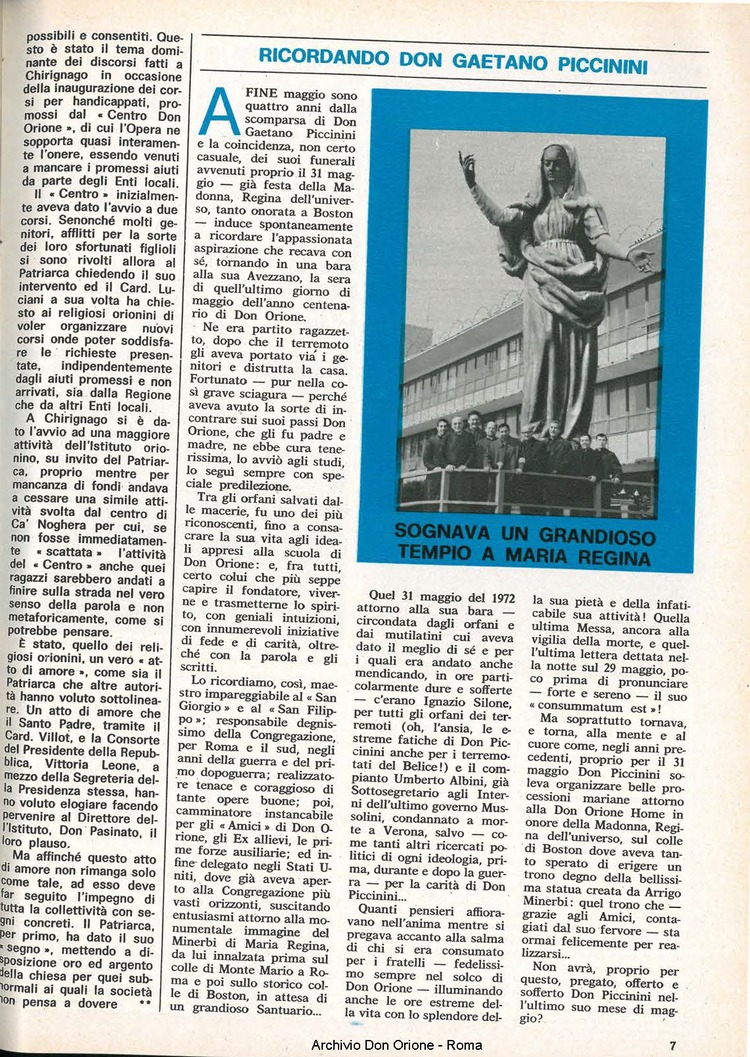 possibili e consentiti. Que-
sto è stato il tema domi-
nante dei discorsi fatti a
Chirignago in occasione
della inaugurazione dei cor-
si per handicappati, pro-
mossi dal « Centro Don
Orione », di cui l'Opera ne
sopporta quasi interamen-
te l'onere, essendo venuti
a mancare i promessi aiuti
da parte degli Enti locali.
Il « Centro » inizialmen-
te aveva dato l'avvio a due
corsi. Senonché molti ge-
nitori, afflitti per la sorte
dei loro sfortunati figlioli
si sono rivolti allora al
Patriarca chiedendo il suo
intervento ed il Card. Lu-
ciani a sua volta ha chie-
sto ai religiosi orionini di
voler organizzare nuovi
corsi onde poter soddisfa-
re le richieste presen-
tate, indipendentemente
dagli aiuti promessi e non
arrivati, sia dalla Regione
che da altri Enti locali.
A Chirignago si è da-
to l'avvio ad una maggiore
attività dell'Istituto orio-
nino, su invito del Patriar-
ca, proprio mentre per
mancanza di fondi andava
a cessare una simile atti-
vità svolta dal centro di
Ca' Noghera per cui, se
non fosse immediatamen-
te « scattata » l'attività
del « Centro » anche quei
ragazzi sarebbero andati a
finire sulla strada nel vero
senso della parola e non
metaforicamente, come si
potrebbe pensare.
È stato, quello dei reli-
giosi orionini, un vero « at-
to di amore », come sia il
Patriarca che altre autori-
tà hanno voluto sottolinea-
re. Un atto di amore che
il Santo Padre, tramite il
Card. Villot, e la Consorte
del Presidente della Repub-
blica, Vittoria Leone, a
mezzo della Segreteria del-
la Presidenza stessa, han-
no voluto elogiare facendo
pervenire al Direttore del-
l'Istituto, Don Pasinato, il
loro plauso.
Ma affinché questo atto
di amore non rimanga solo
come tale, ad esso deve
far seguito l'impegno di
tutta la collettività con se-
gni concreti. Il Patriarca,
per primo, ha dato il suo
« segno », mettendo a di-
sposizione oro ed argento
della chiesa per quei sub-
normali ai quali la società
non pensa a dovere **
RICORDANDO DON GAETANO PICCININI
A FINE maggio sono
quattro anni dalla
scomparsa di Don
Gaetano Piccinini
e la coincidenza, non certo
casuale, dei suoi funerali
avvenuti proprio il 31 mag-
gio — già festa della Ma-
donna, Regina dell'univer-
so, tanto onorata a Boston
— induce spontaneamente
a ricordare l'appassionata
aspirazione che recava con
sé, tornando in una bara
alla sua Avezzano, la sera
di quell'ultimo giorno di
maggio dell'anno centena-
rio di Don Orione.
Ne era partito ragazzet-
to, dopo che il terremoto
gli aveva portato via i ge-
nitori e distrutta la casa.
Fortunato — pur nella co-
sì grave sciagura — perché
aveva avuto la sorte di in-
contrare sui suoi passi Don
Orione, che gli fu padre e
madre, ne ebbe cura tene-
rissima, lo avviò agli studi,
lo seguì sempre con spe-
ciale predilezione.
Tra gli orfani salvati dal-
le macerie, fu uno dei più
riconoscenti, fino a consa-
crare la sua vita agli idea-
li appresi alla scuola di
Don Orione: e, fra tutti,
certo colui che più seppe
capire il fondatore, viver-
ne e trasmetterne lo spiri-
to, con geniali intuizioni,
con innumerevoli iniziative
di fede e di carità, oltre-
ché con la parola e gli
scritti.
Lo ricordiamo, così, mae-
stro impareggiabile al « San
Giorgio » e al « San Filip-
po »; responsabile degnis-
simo della Congregazione,
per Roma e il sud, negli
anni della guerra e del pri-
mo dopoguerra; realizzato-
re tenace e coraggioso di
tante opere buone; poi,
camminatore instancabile
per gli « Amici » di Don O-
rione, gli Ex allievi, le pri-
me forze ausiliarie; ed in-
fine delegato negli Stati U-
niti, dove già aveva aper-
to alla Congregazione più
vasti orizzonti, suscitando
entusiasmi attorno alla mo-
numentale immagine del
Minerbi di Maria Regina,
da lui innalzata prima sul
colle di Monte Mario a Ro-
ma e poi sullo storico col-
le di Boston, in attesa di
un grandioso Santuario...
SOGNAVA UN GRANDIOSO
TEMPIO A MARIA REGINA
Quel 31 maggio del 1972
attorno alla sua bara —
circondata dagli orfani e
dai mutilatini cui aveva
dato il meglio di sé e per
i quali era andato anche
mendicando, in ore parti-
colarmente dure e sofferte
— c'erano Ignazio Silone,
per tutti gli orfani dei ter-
remoti (oh, l'ansia, le e-
streme fatiche di Don Pic-
cinini anche per i terremo-
tati del Belice!) e il com-
pianto Umberto Albini, già
Sottosegretario agli Inter-
ni dell'ultimo governo Mus-
solini, condannato a mor-
te a Verona, salvo — co-
me tanti altri ricercati po-
litici di ogni ideologia, pri-
ma, durante e dopo la guer-
ra — per la carità di Don
Piccinini...
Quanti pensieri affiora-
vano nell'anima mentre si
pregava accanto alla salma
di chi si era consumato
per i fratelli — fedelissi-
mo sempre nel solco di
Don Orione — illuminando
anche le ore estreme del-
la vita con lo splendore del-
la sua pietà e della infati-
cabile sua attività! Quella
ultima Messa, ancora alla
vigilia della morte, e quel-
l'ultima lettera dettata nel-
la notte sul 29 maggio, po-
co prima di pronunciare
— forte e sereno — il suo
« consummatum est »!
Ma soprattutto tornava,
e torna, alla mente e al
cuore come, negli anni pre-
cedenti, proprio per il 31
maggio Don Piccinini so-
leva organizzare belle pro-
cessioni mariane attorno
alla Don Orione Home in
onore della Madonna, Regi-
na dell'universo, sul colle
di Boston dove aveva tan-
to sperato di erigere un
trono degno della bellissi-
ma statua creata da Arrigo
Minerbi: quel trono che —
grazie agli Amici, conta-
giati dal suo fervore — sta
ormai felicemente per rea-
lizzarsi...
Non avrà, proprio per
questo, pregato, offerto e
sofferto Don Piccinini nel-
l'ultimo suo mese di mag-
gio?
Archivio Don Orione - Roma
7